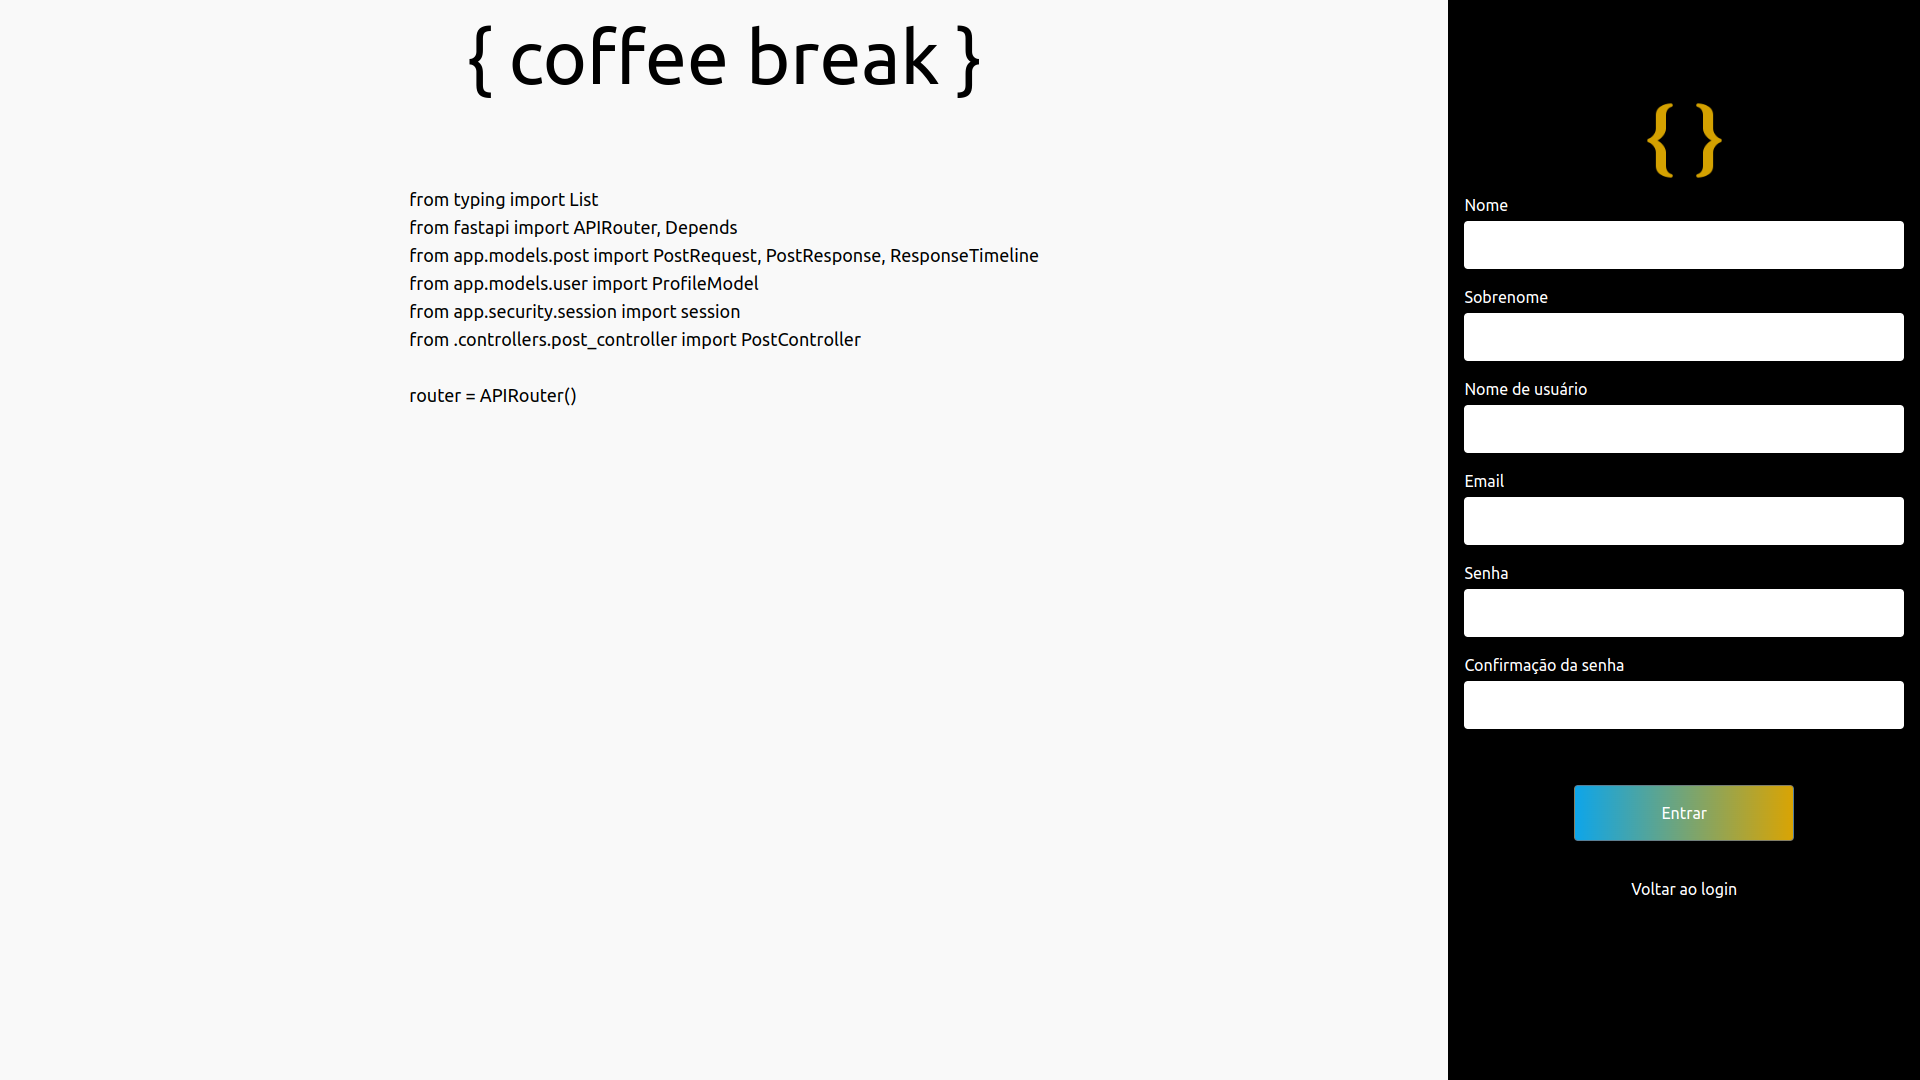 { coffee break }
from typing import List
from fastapi import APIRouter, Depends
from app.models.post import PostRequest, PostResponse, ResponseTimeline
from app.models.user import ProfileModel
from app.security.session import session
from .controllers.post_controller import PostController
router = APIRouter()
{ }
Nome
Sobrenome
Nome de usuário
Email
Senha
Confirmação da senha
Entrar
Voltar ao login